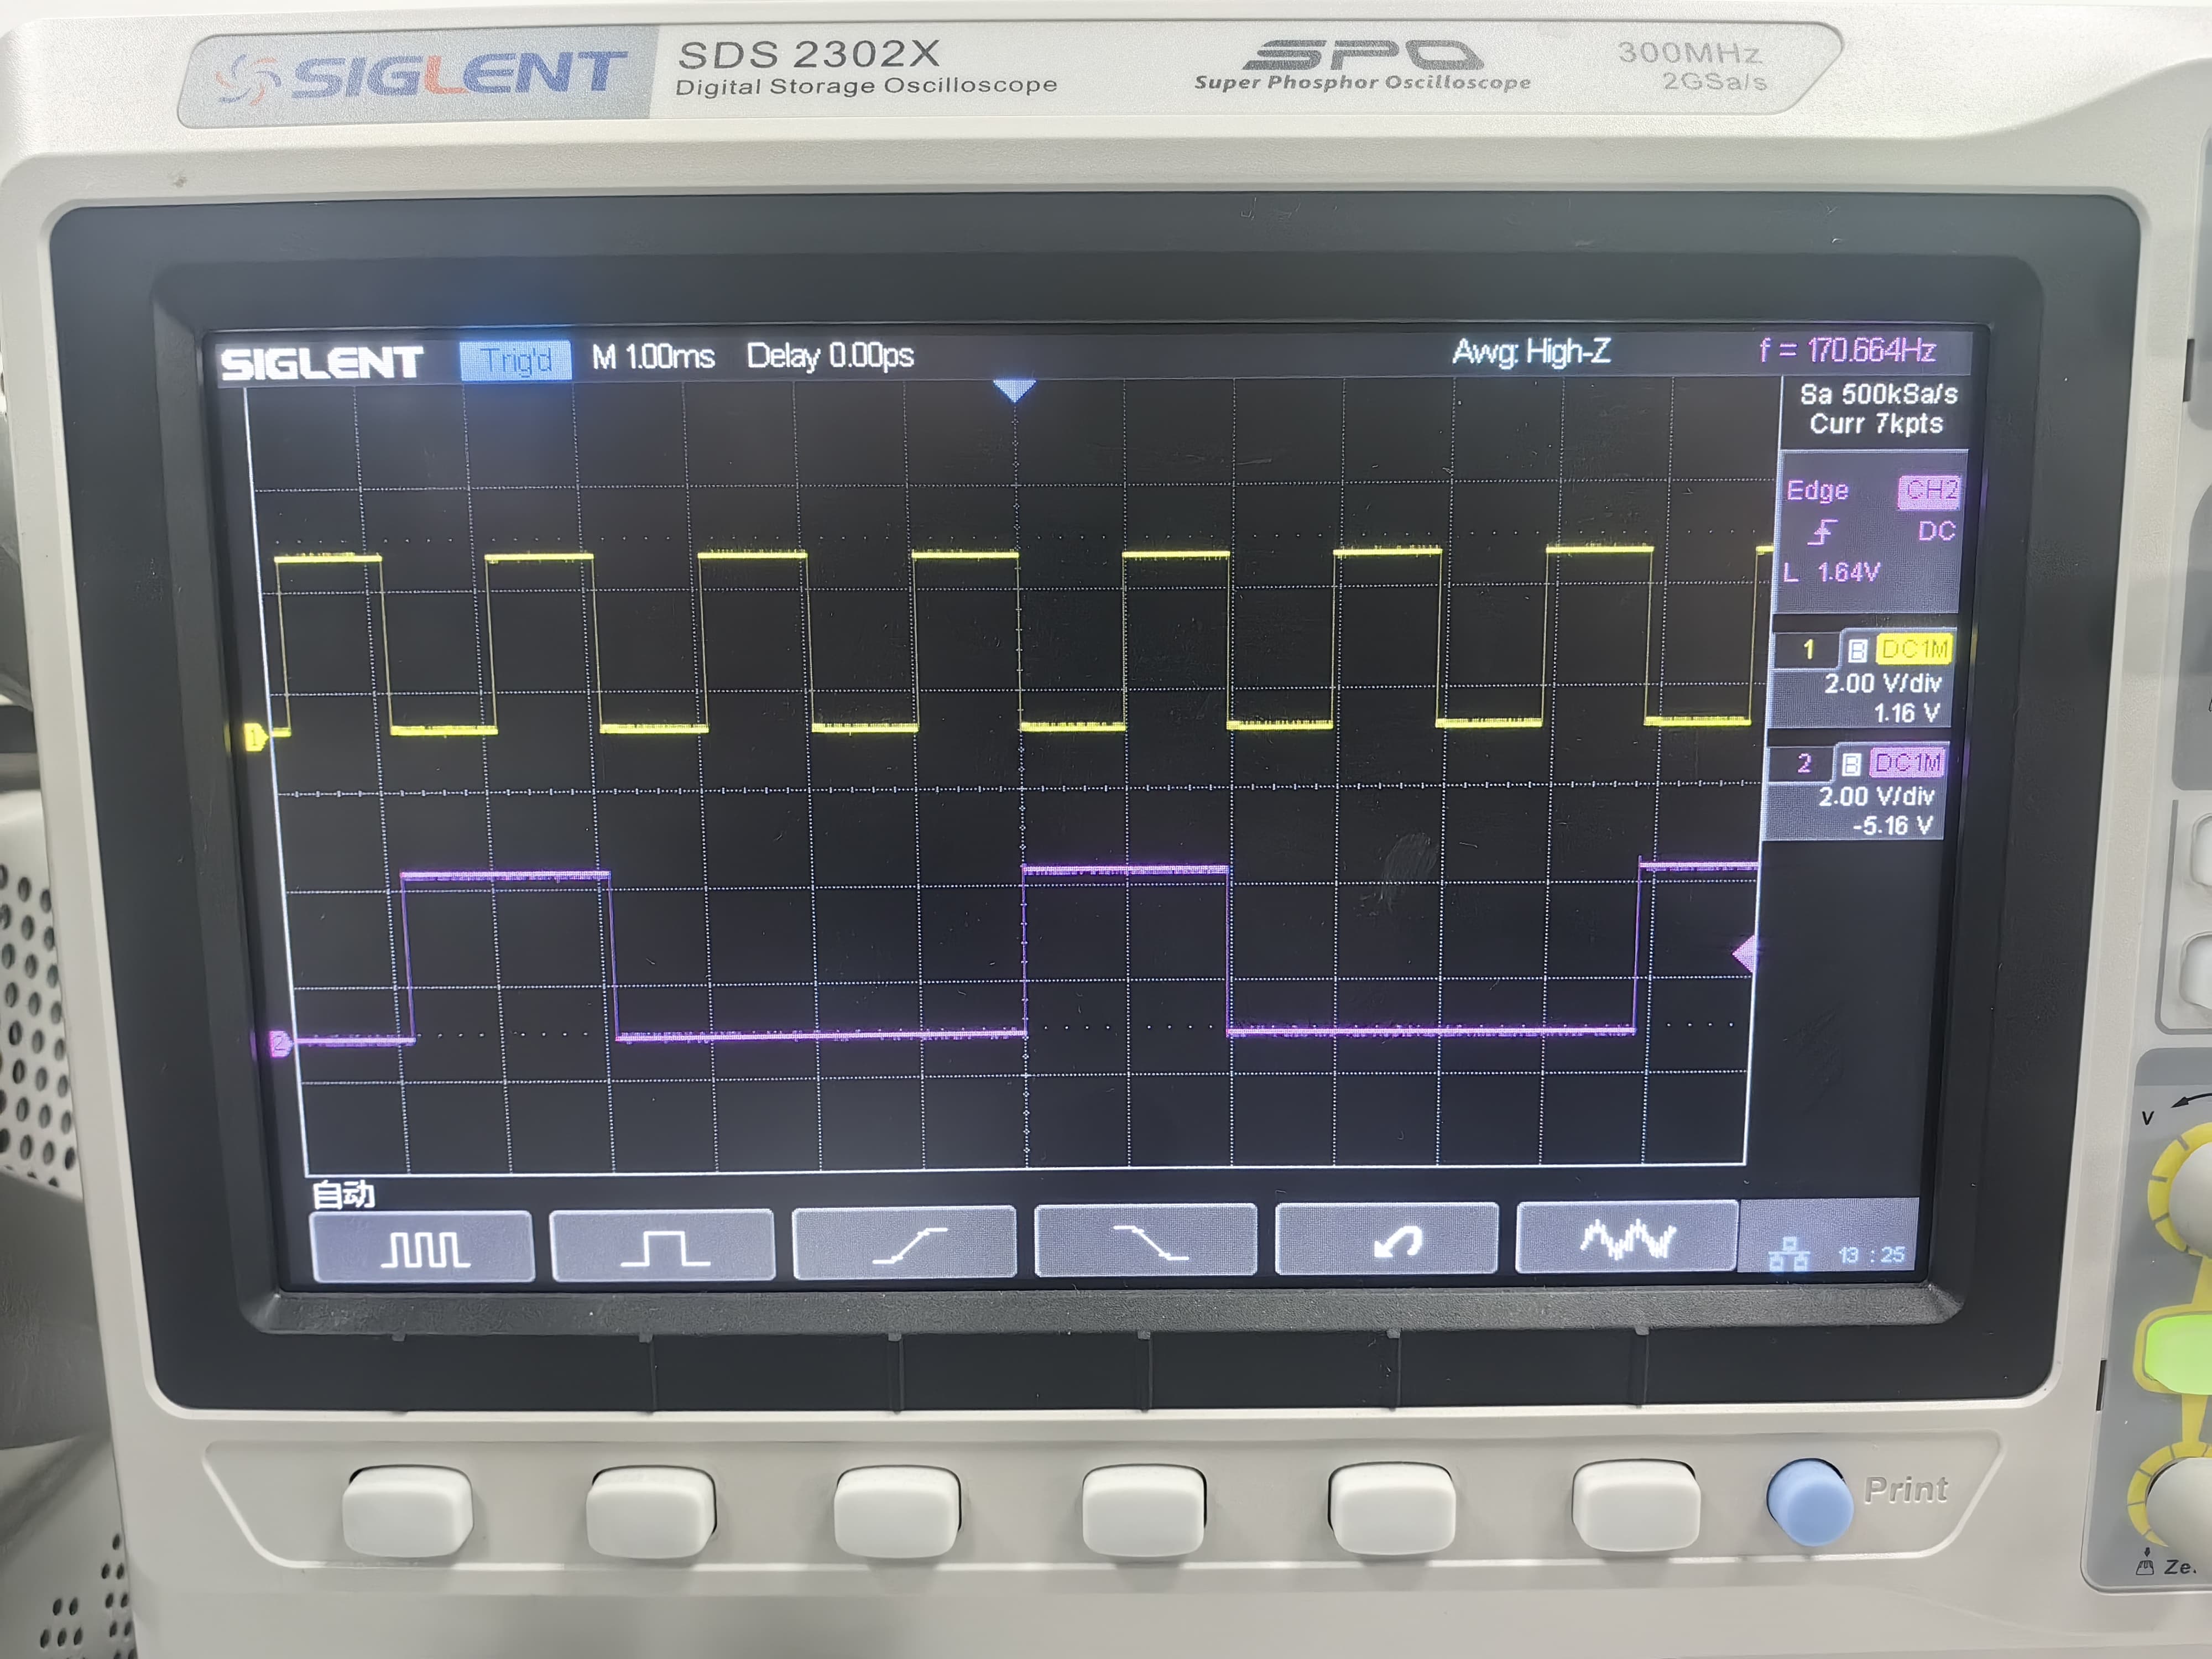 SIGLENT
SDS 2302X
Digital Storage Oscilloscope
SPO
Super Phosphor Oscilloscope
300MHz
2GSa/s
SIGLENT
Trig'd
M 1.00ms
Delay 0.00ps
Awg: High-Z
f = 170.664Hz
Sa 500kSa/s
Curr 7kpts
Edge CH2
DC
L 1.64V
1 B DC1M
2.00 V/div
1.16 V
2 B DC1M
2.00 V/div
-5.16 V
1
2
自动
13 : 25
Print
V
Ze